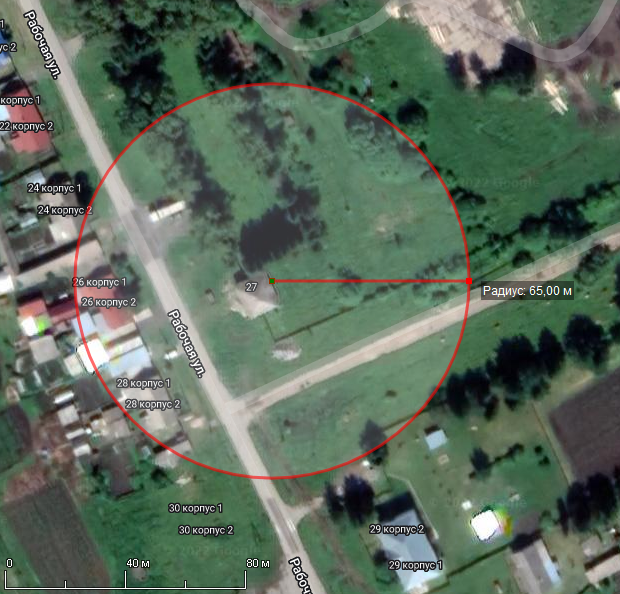 Рабочая ул.
1
ус 2
корпус 1
22 корпус 2
24 корпус 1
24 корпус 2
26 корпус 1
26 корпус 2
27
Радиус: 65,00 м
Рабочая ул.
28 корпус 1
28 корпус 2
30 корпус 1
30 корпус 2
29 корпус 2
29 корпус 1
Рабоч
0 40 м 80 м